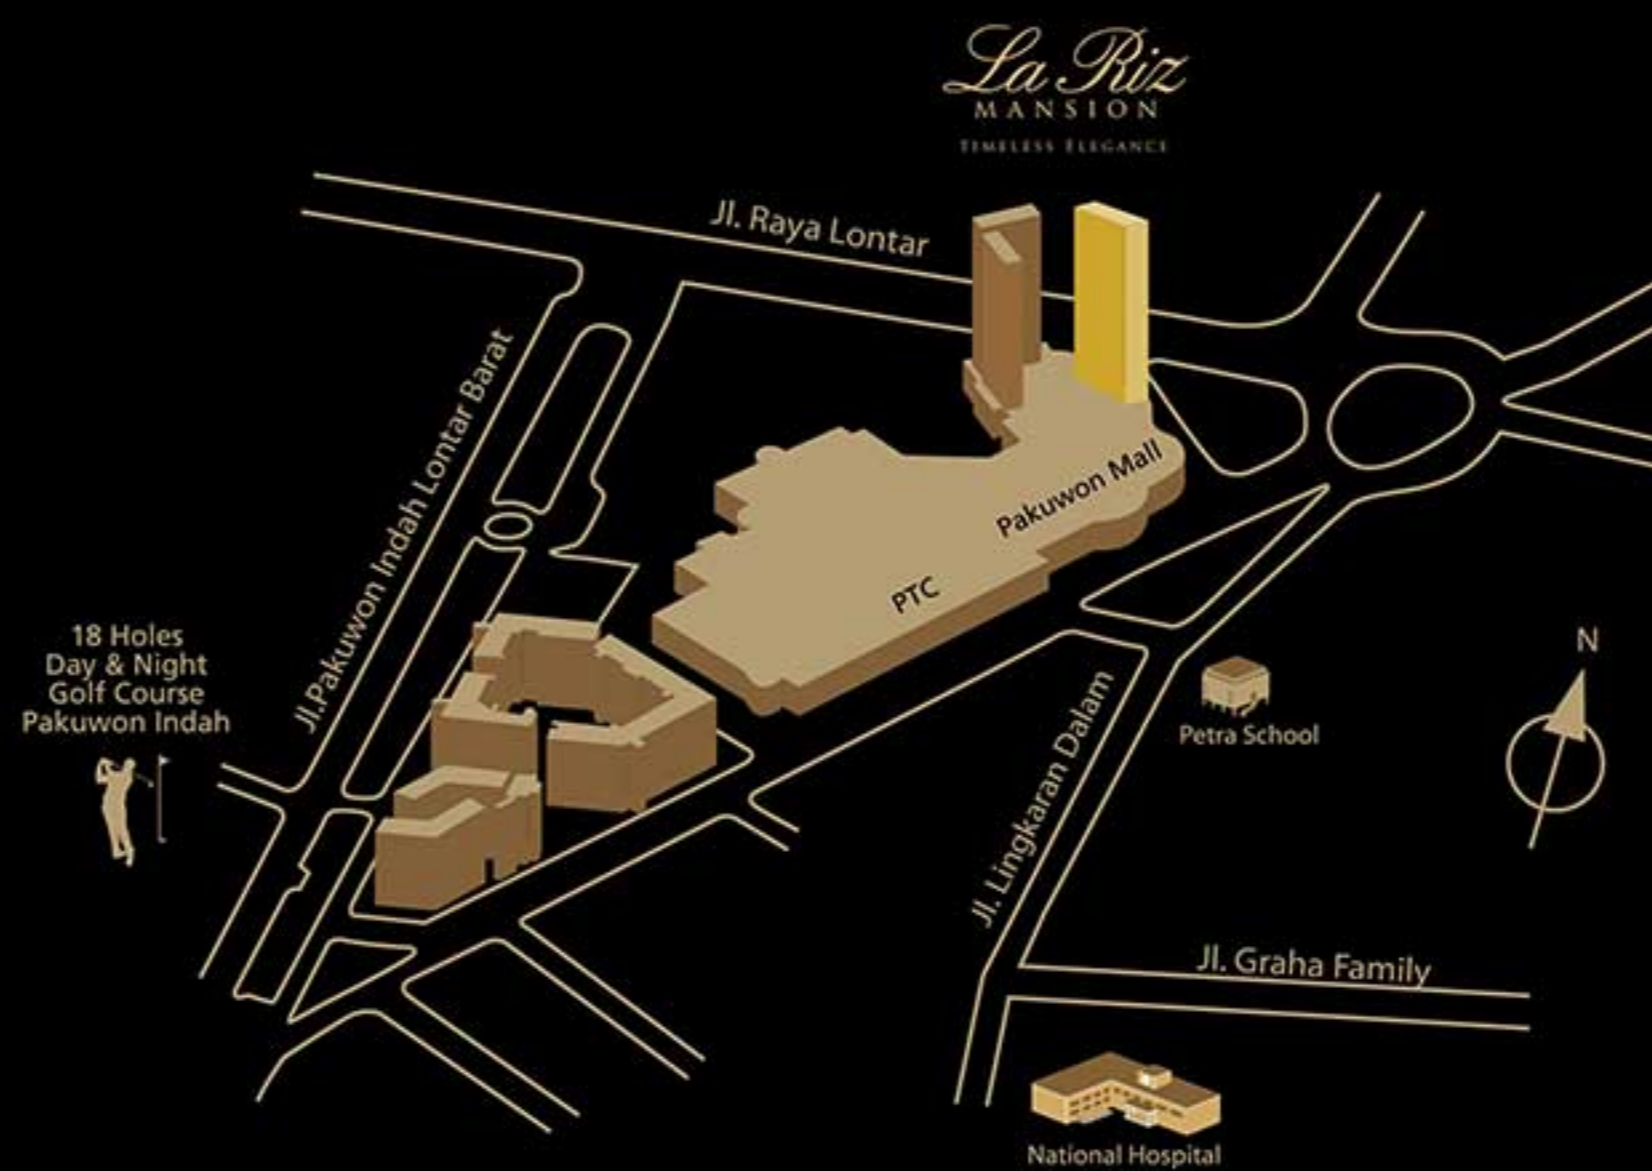 La Riz
MANSION
TIMELESS ELEGANCE
Jl. Raya Lontar
Jl.Pakuwon Indah Lontar Barat
Pakuwon Mall
PTC
18 Holes
Day & Night
Golf Course
Pakuwon Indah
N
Petra School
Jl. Lingkaran Dalam
Jl. Graha Family
National Hospital